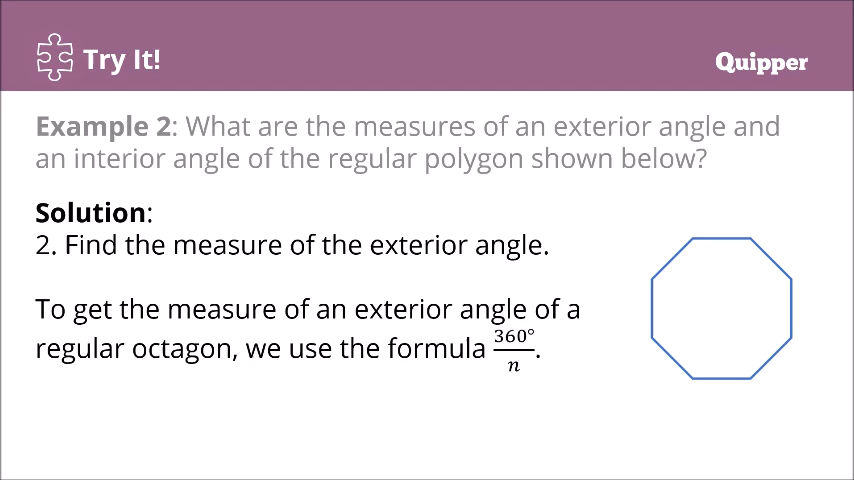 Try It!
Quipper
Example 2: What are the measures of an exterior angle and
an interior angle of the regular polygon shown below?
Solution:
2. Find the measure of the exterior angle.
To get the measure of an exterior angle of a
regular octagon, we use the formula 360°/n.